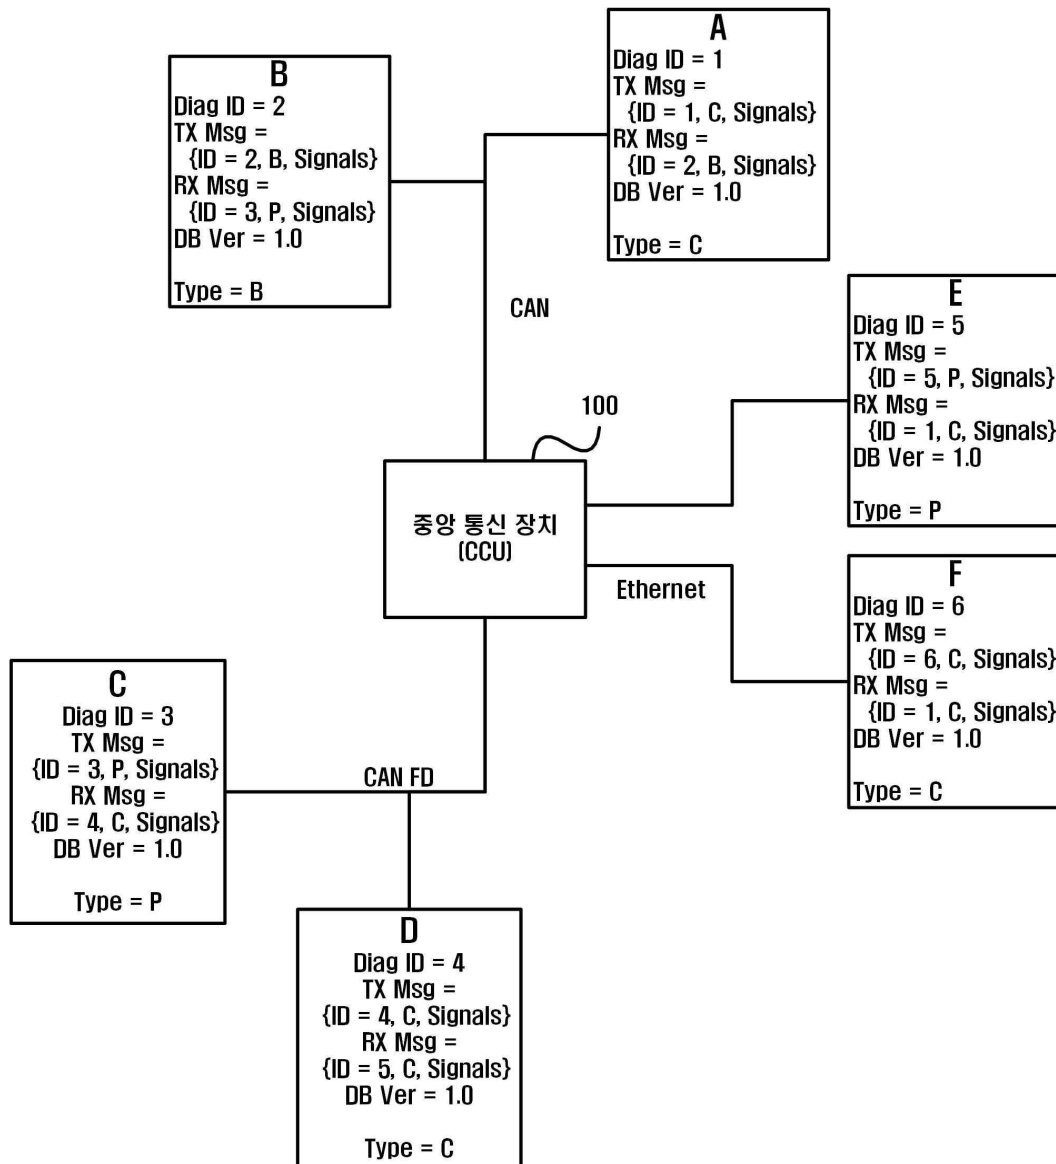 A
Diag ID = 1
TX Msg =
{ID = 1, C, Signals}
RX Msg =
{ID = 2, B, Signals}
DB Ver = 1.0
Type = C
B
Diag ID = 2
TX Msg =
{ID = 2, B, Signals}
RX Msg =
{ID = 3, P, Signals}
DB Ver = 1.0
Type = B
CAN
E
Diag ID = 5
TX Msg =
{ID = 5, P, Signals}
RX Msg =
{ID = 1, C, Signals}
DB Ver = 1.0
Type = P
100
중앙 통신 장치
(CCU)
Ethernet
F
Diag ID = 6
TX Msg =
{ID = 6, C, Signals}
RX Msg =
{ID = 1, C, Signals}
DB Ver = 1.0
Type = C
C
Diag ID = 3
TX Msg =
{ID = 3, P, Signals}
RX Msg =
{ID = 4, C, Signals}
DB Ver = 1.0
Type = P
CAN FD
D
Diag ID = 4
TX Msg =
{ID = 4, C, Signals}
RX Msg =
{ID = 5, C, Signals}
DB Ver = 1.0
Type = C